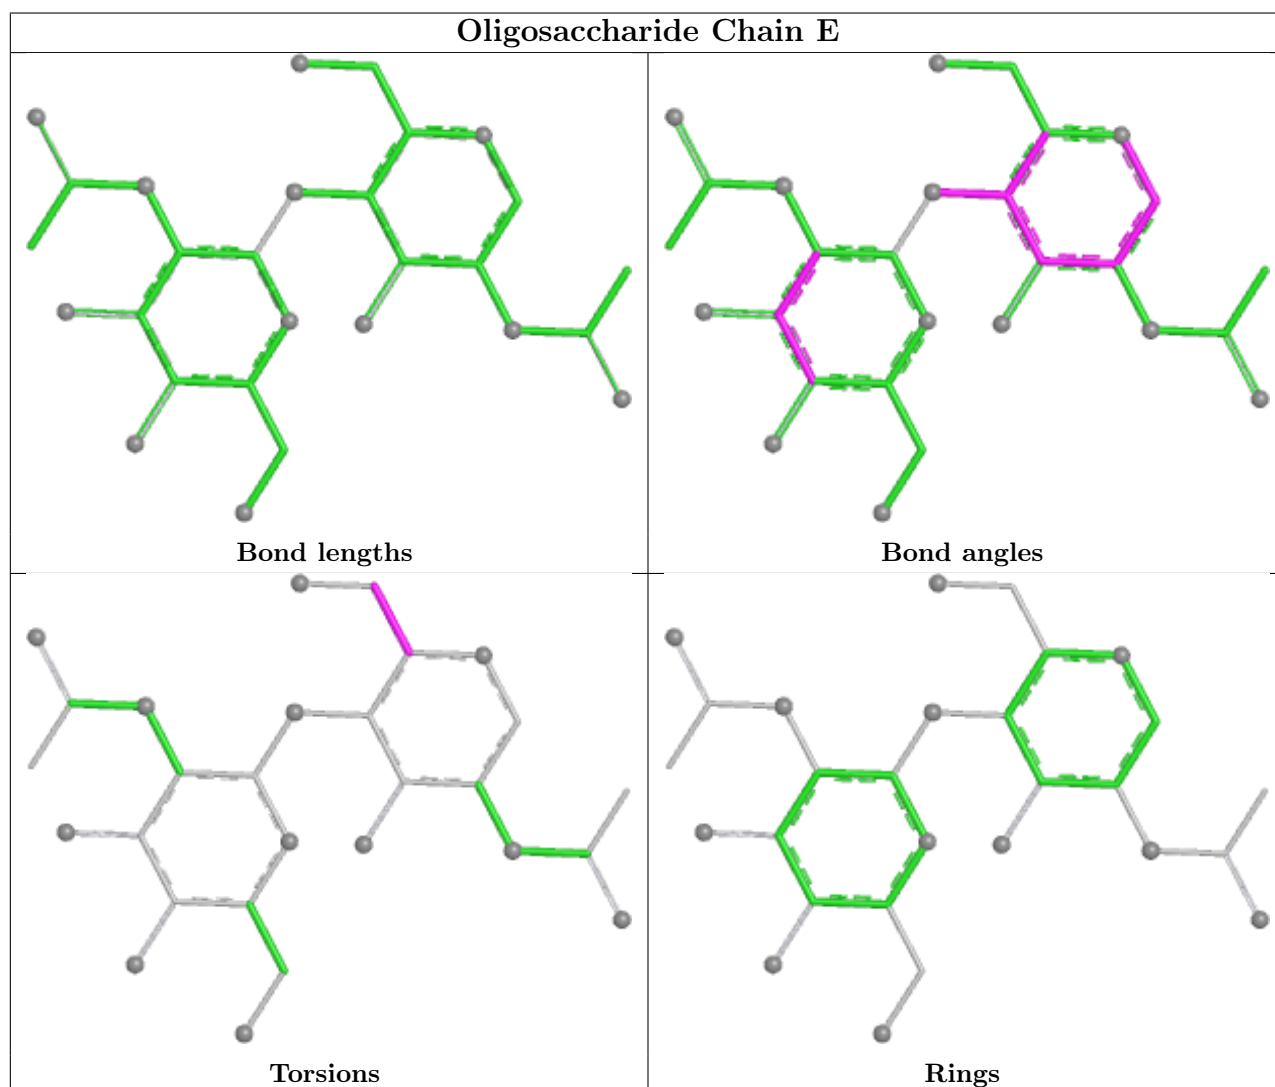 Oligosaccharide Chain E
Bond lengths
Bond angles
Torsions
Rings